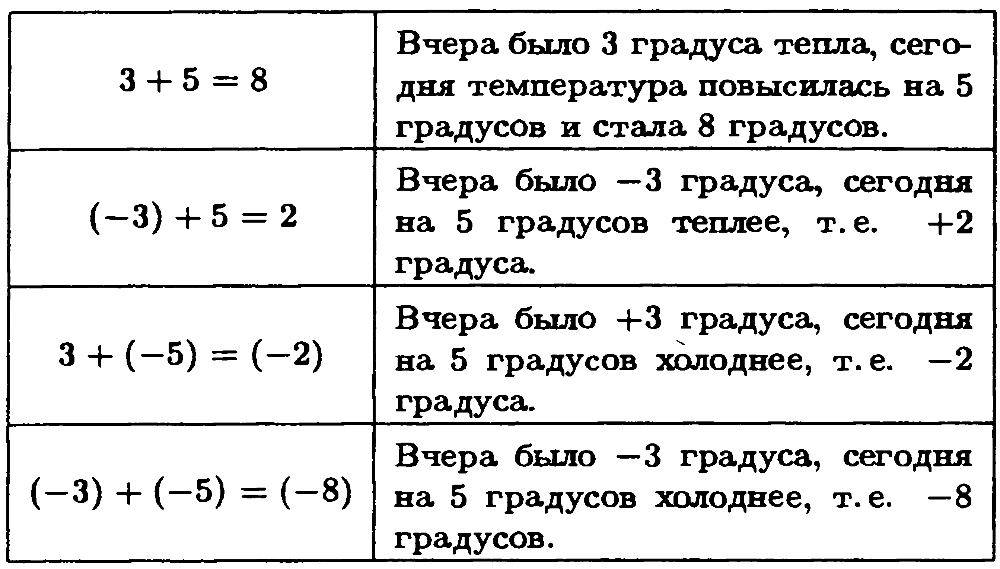 3 + 5 = 8
Вчера было 3 градуса тепла, сего-
дня температура повысилась на 5
градусов и стала 8 градусов.
(−3) + 5 = 2
Вчера было −3 градуса, сегодня
на 5 градусов теплее, т. е. +2
градуса.
3 + (−5) = (−2)
Вчера было +3 градуса, сегодня
на 5 градусов холоднее, т. е. −2
градуса.
(−3) + (−5) = (−8)
Вчера было −3 градуса, сегодня
на 5 градусов холоднее, т. е. −8
градусов.